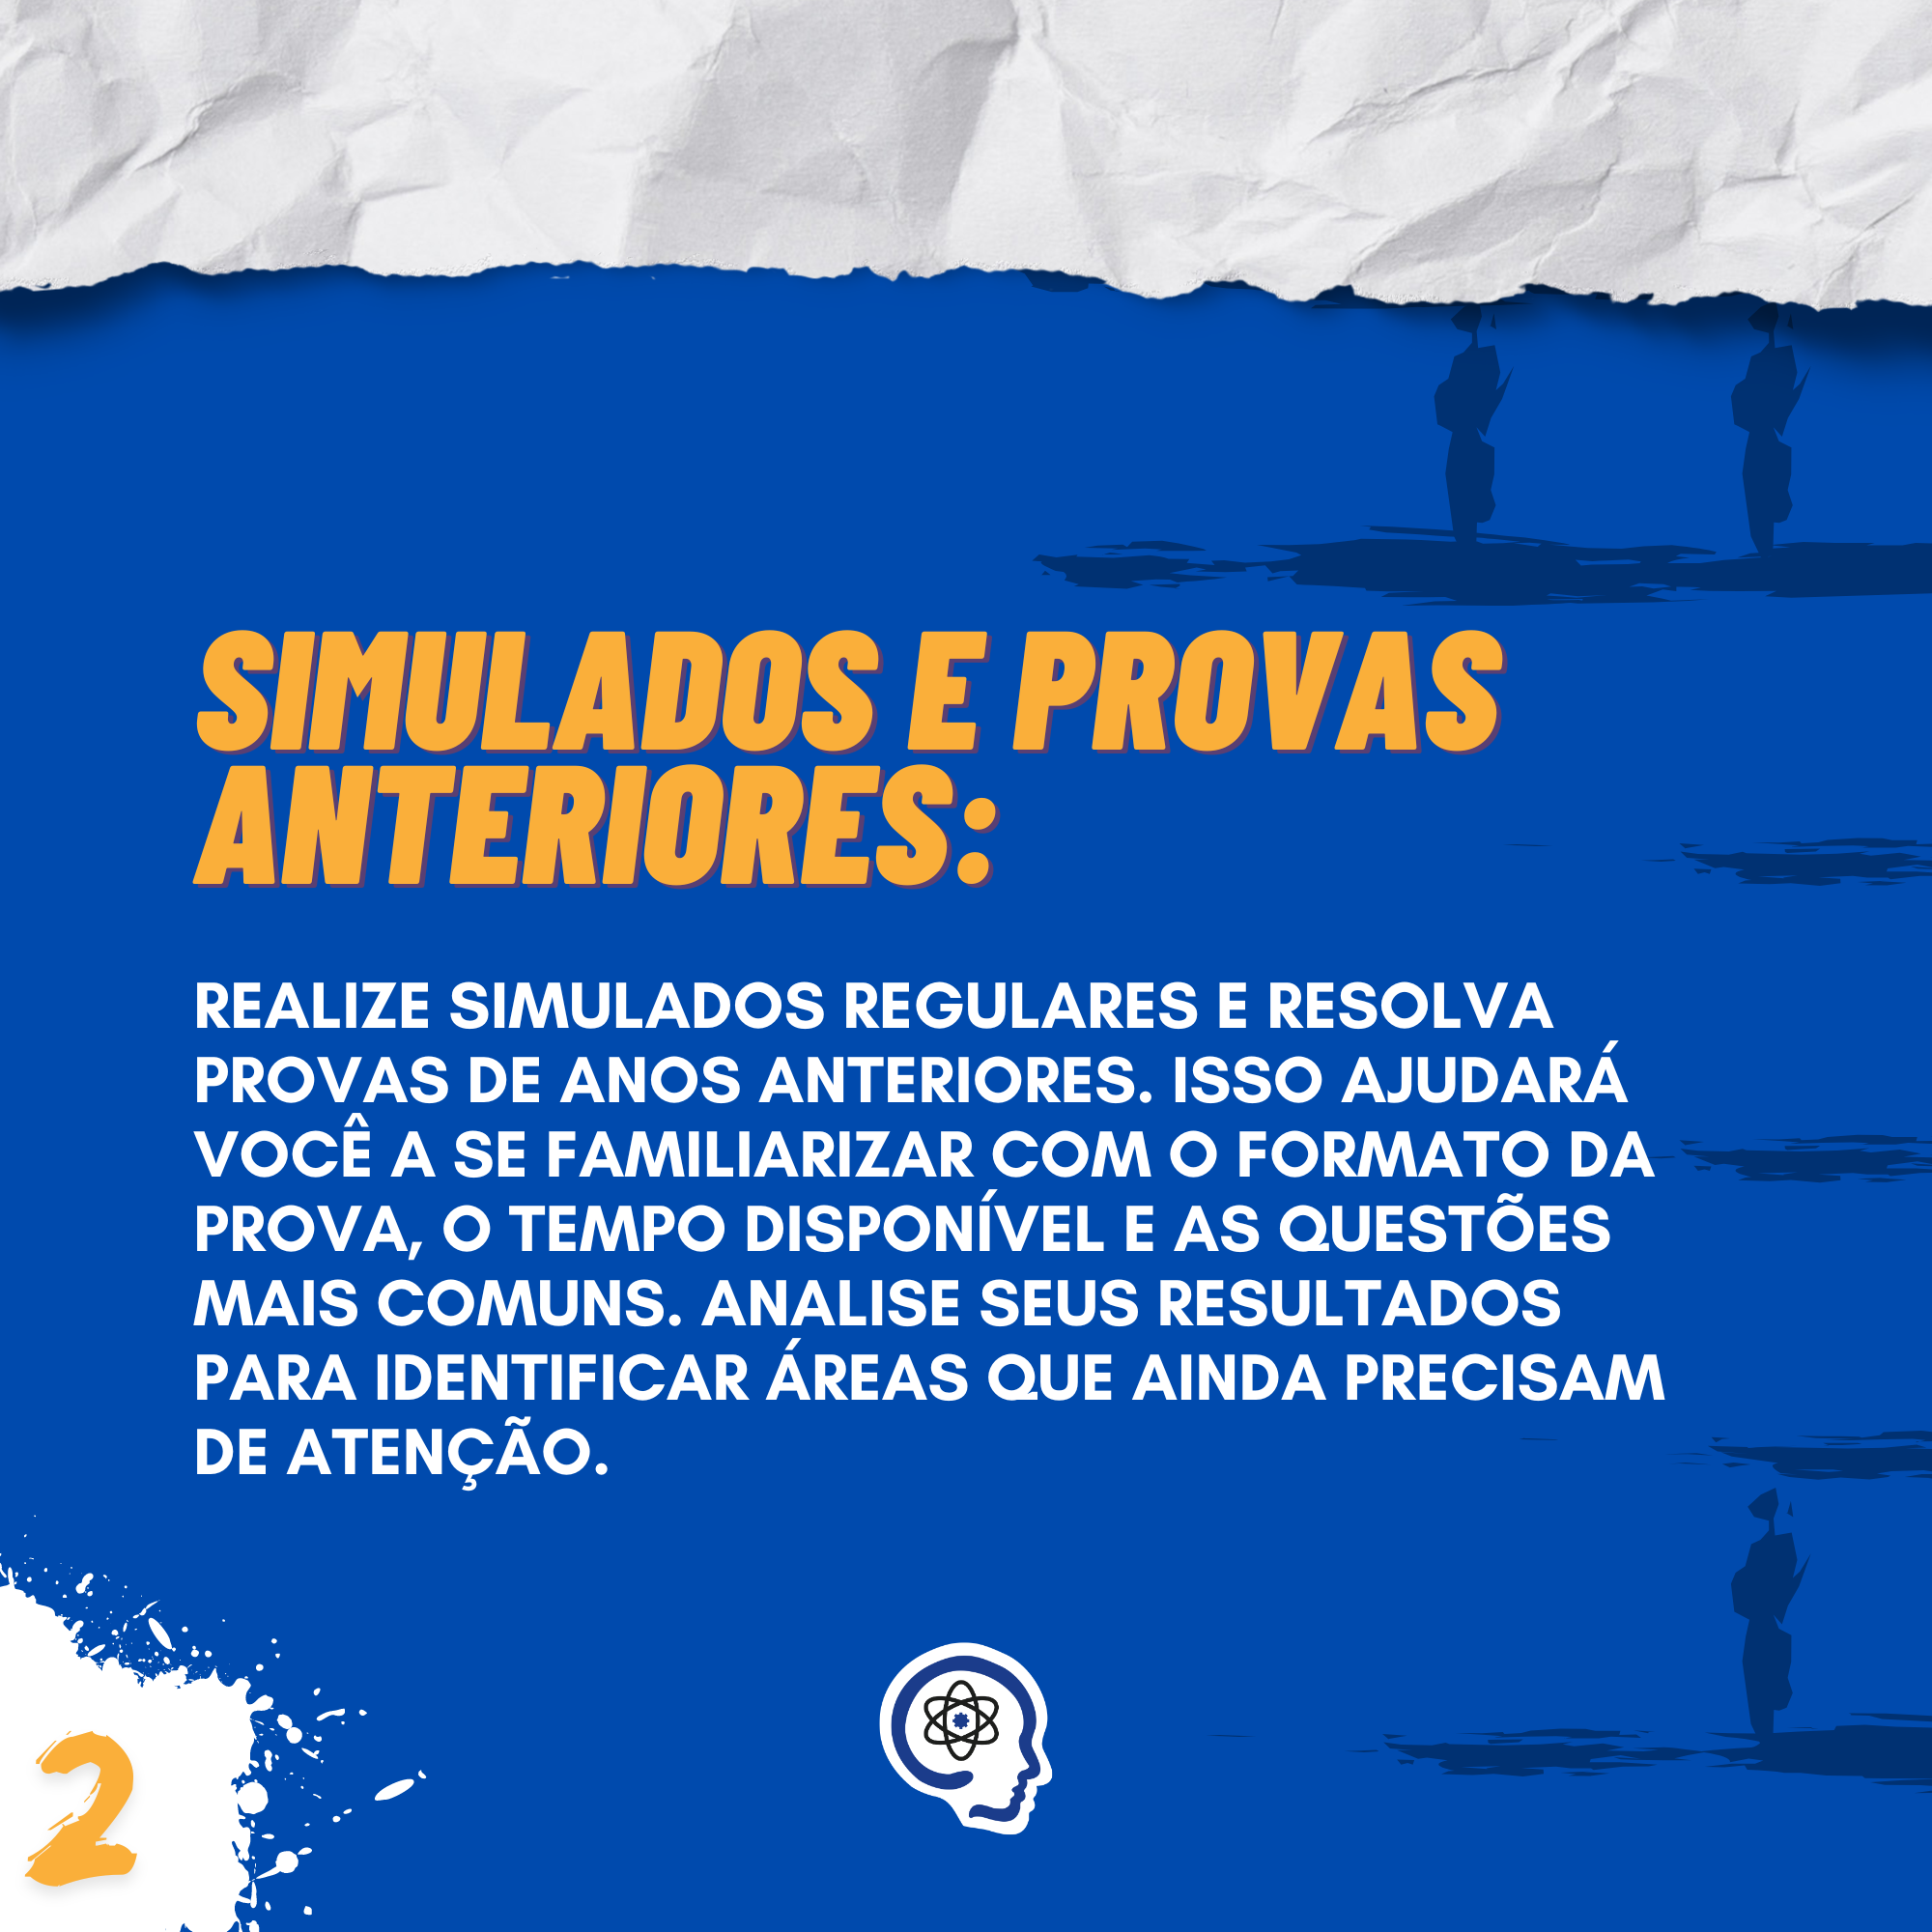 SIMULADOS E PROVAS
ANTERIORES:
REALIZE SIMULADOS REGULARES E RESOLVA
PROVAS DE ANOS ANTERIORES. ISSO AJUDARÁ
VOCÊ A SE FAMILIARIZAR COM O FORMATO DA
PROVA, O TEMPO DISPONÍVEL E AS QUESTÕES
MAIS COMUNS. ANALISE SEUS RESULTADOS
PARA IDENTIFICAR ÁREAS QUE AINDA PRECISAM
DE ATENÇÃO.
2